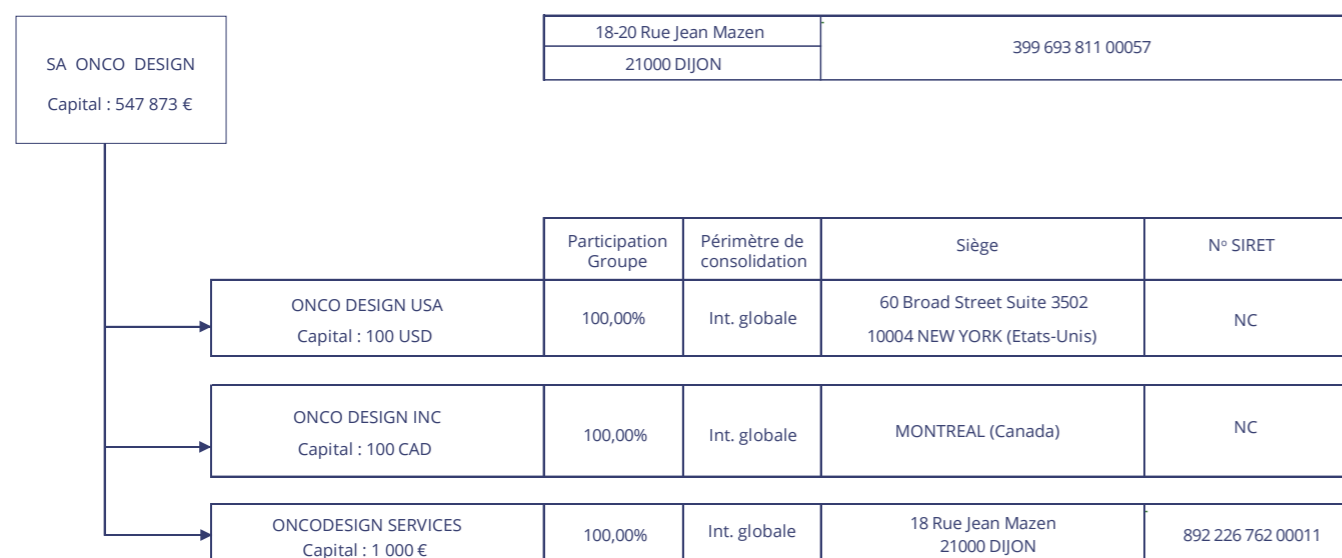 SA ONCO DESIGN
Capital : 547 873 €
18-20 Rue Jean Mazen
21000 DIJON
399 693 811 00057
Participation
Groupe
Périmètre de
consolidation
Siège
Nº SIRET
ONCO DESIGN USA
Capital : 100 USD
100,00%
Int. globale
60 Broad Street Suite 3502
10004 NEW YORK (Etats-Unis)
NC
ONCO DESIGN INC
Capital : 100 CAD
100,00%
Int. globale
MONTREAL (Canada)
NC
ONCODESIGN SERVICES
Capital : 1 000 €
100,00%
Int. globale
18 Rue Jean Mazen
21000 DIJON
892 226 762 00011